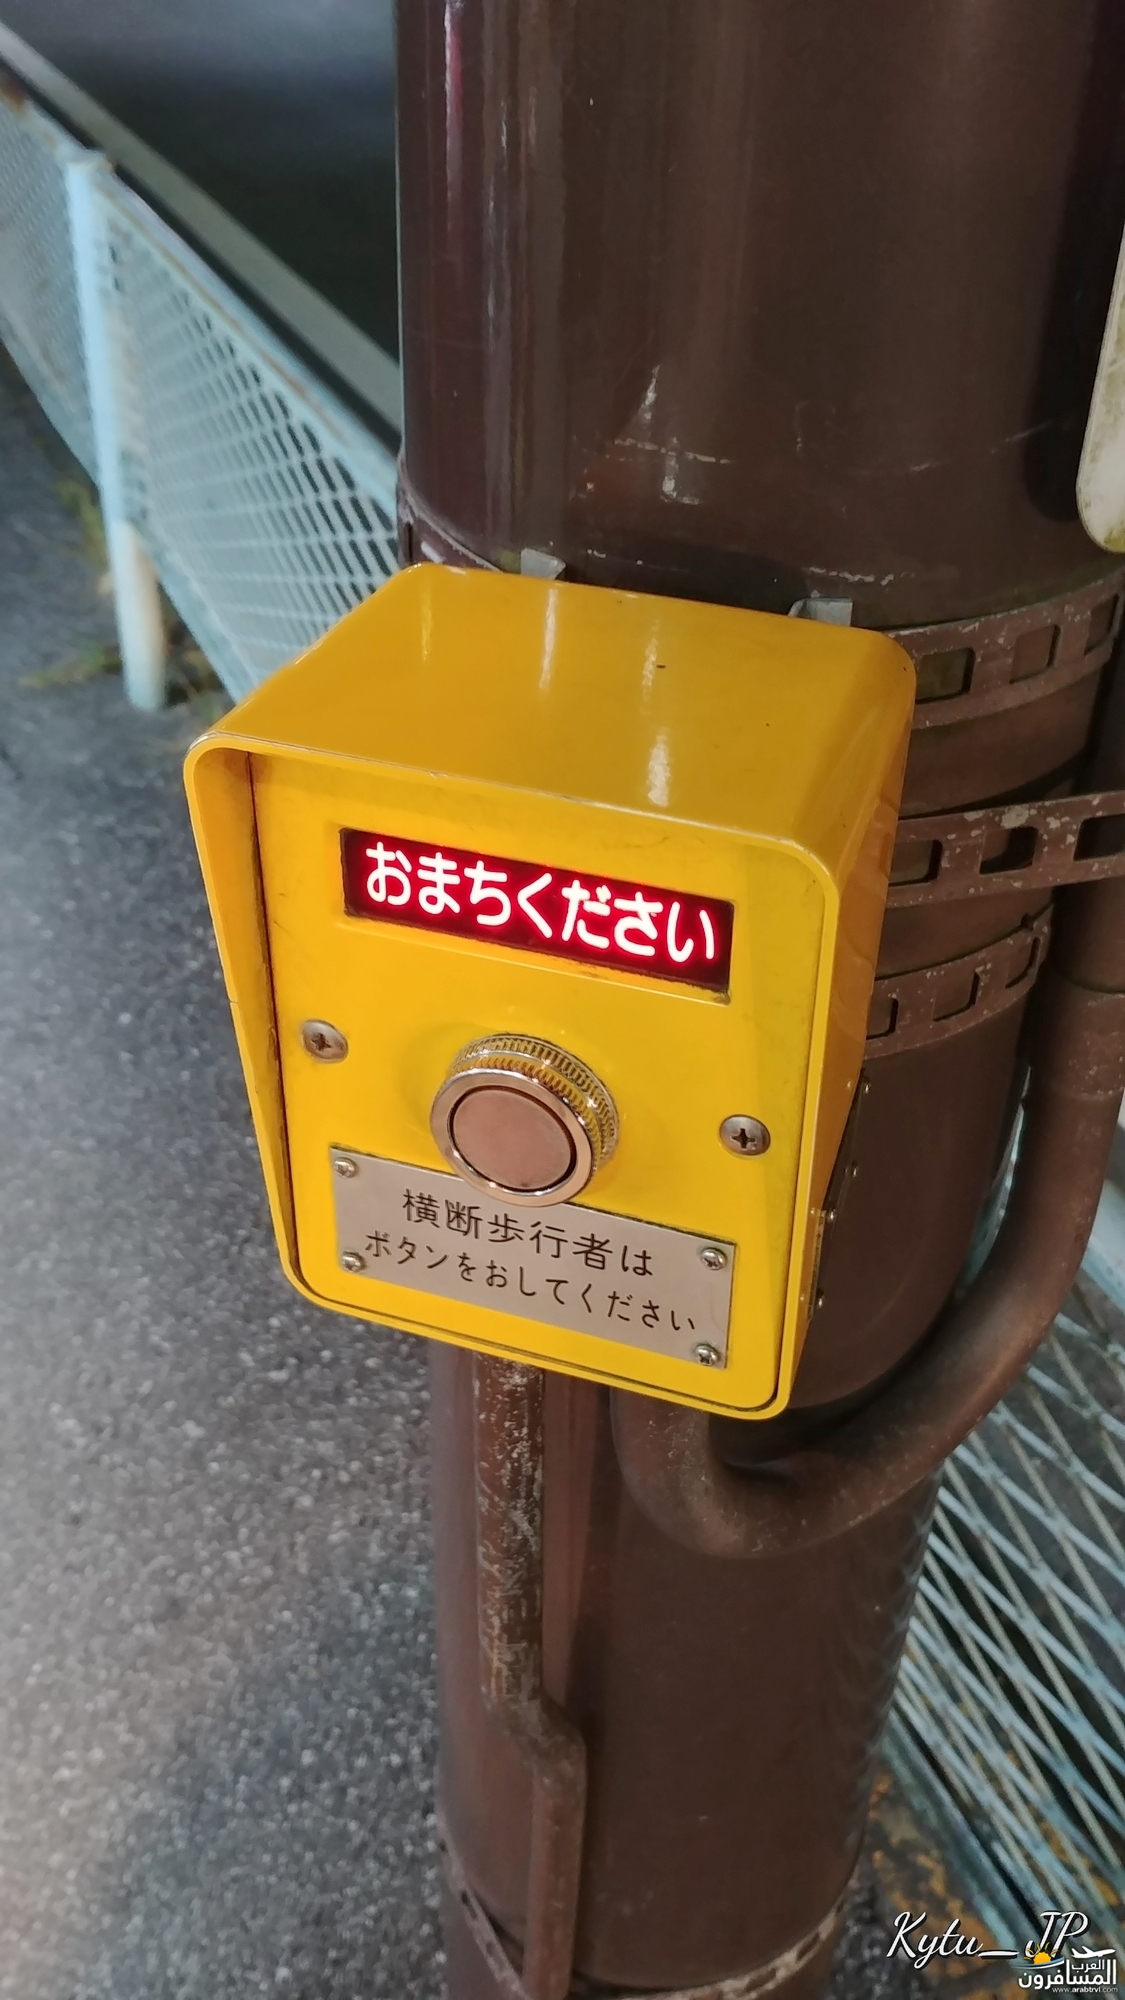 おまちください
横断歩行者は
ボタンをおしてください
Kytu_JP
العرب
المسافرون
www.arabtrvl.com